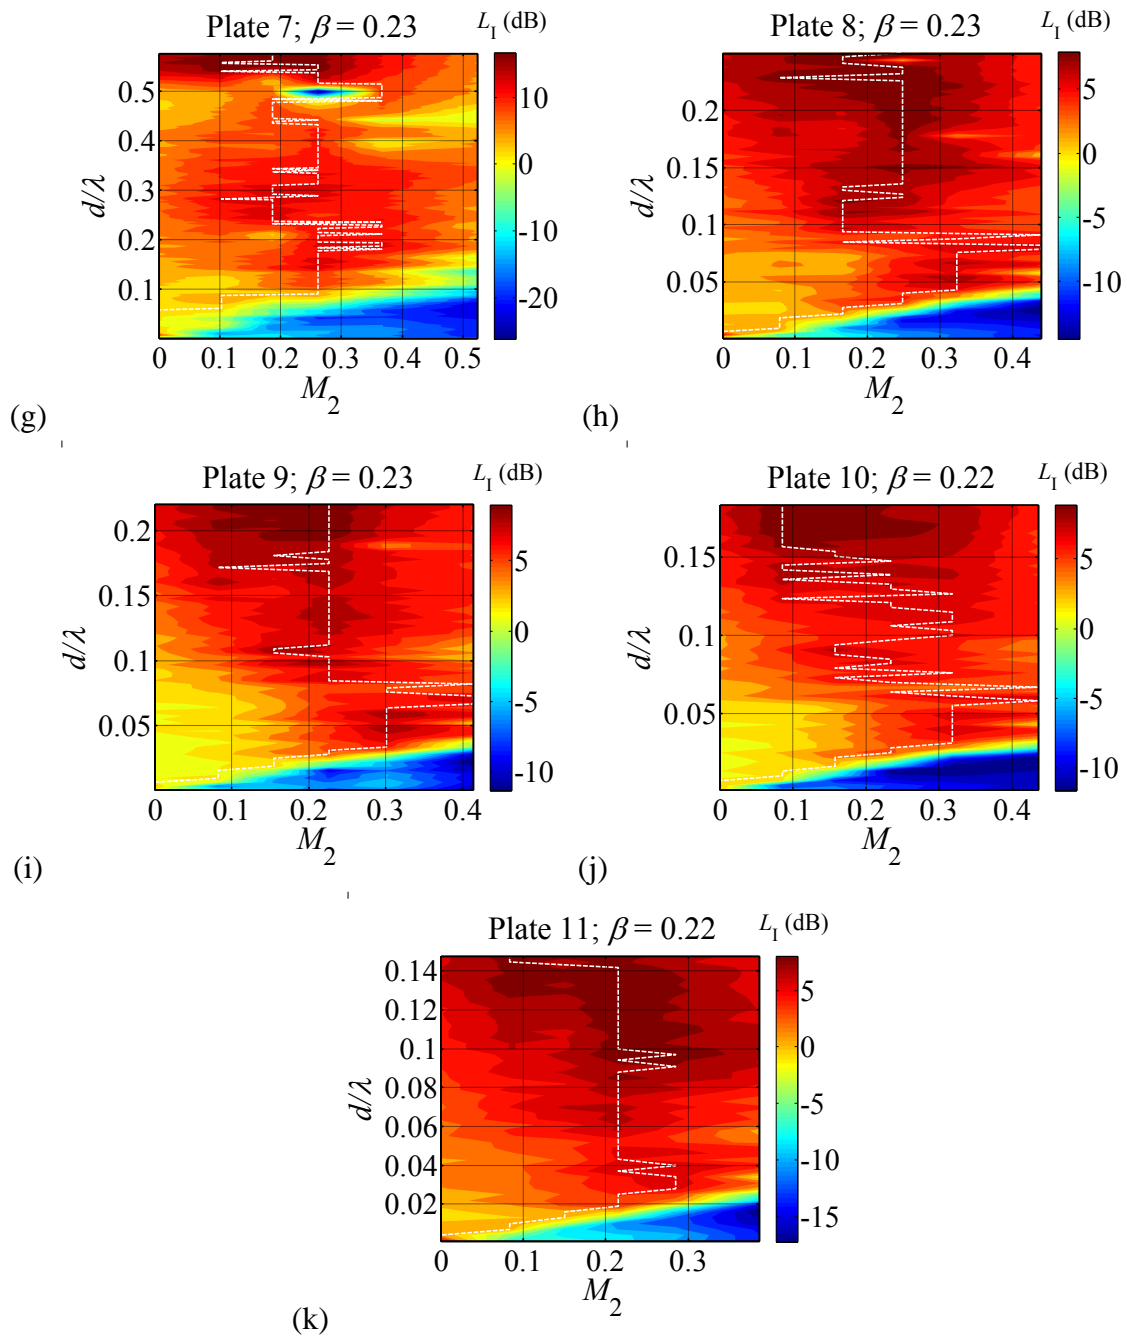 Plate 7; β = 0.23 L_I (dB)
Plate 8; β = 0.23 L_I (dB)
d/λ
0.5
0.4
0.3
0.2
0.1
0 0.1 0.2 0.3 0.4 0.5
M_2
10
0
-10
-20
(g)
d/λ
0.2
0.15
0.1
0.05
0 0.1 0.2 0.3 0.4
M_2
5
0
-5
-10
(h)
Plate 9; β = 0.23 L_I (dB)
Plate 10; β = 0.22 L_I (dB)
d/λ
0.2
0.15
0.1
0.05
0 0.1 0.2 0.3 0.4
M_2
5
0
-5
-10
(i)
d/λ
0.15
0.1
0.05
0 0.1 0.2 0.3 0.4
M_2
5
0
-5
-10
(j)
Plate 11; β = 0.22 L_I (dB)
d/λ
0.14
0.12
0.1
0.08
0.06
0.04
0.02
0 0.1 0.2 0.3
M_2
5
0
-5
-10
-15
(k)